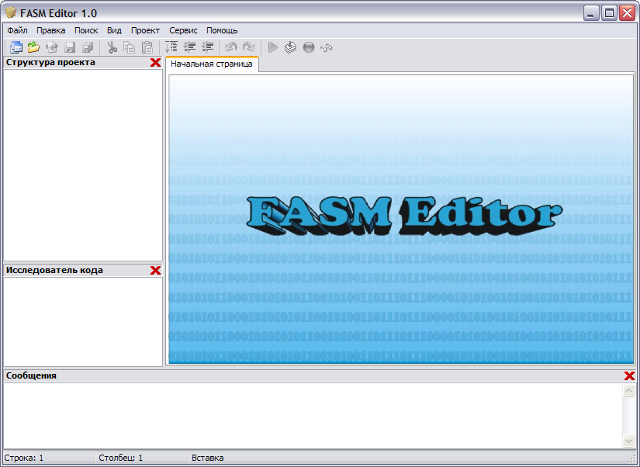 FASM Editor 1.0
Файл Правка Поиск Вид Проект Сервис Помощь
Структура проекта
Начальная страница
FASM Editor
Исследователь кода
Сообщения
Строка: 1 Столбец: 1 Вставка